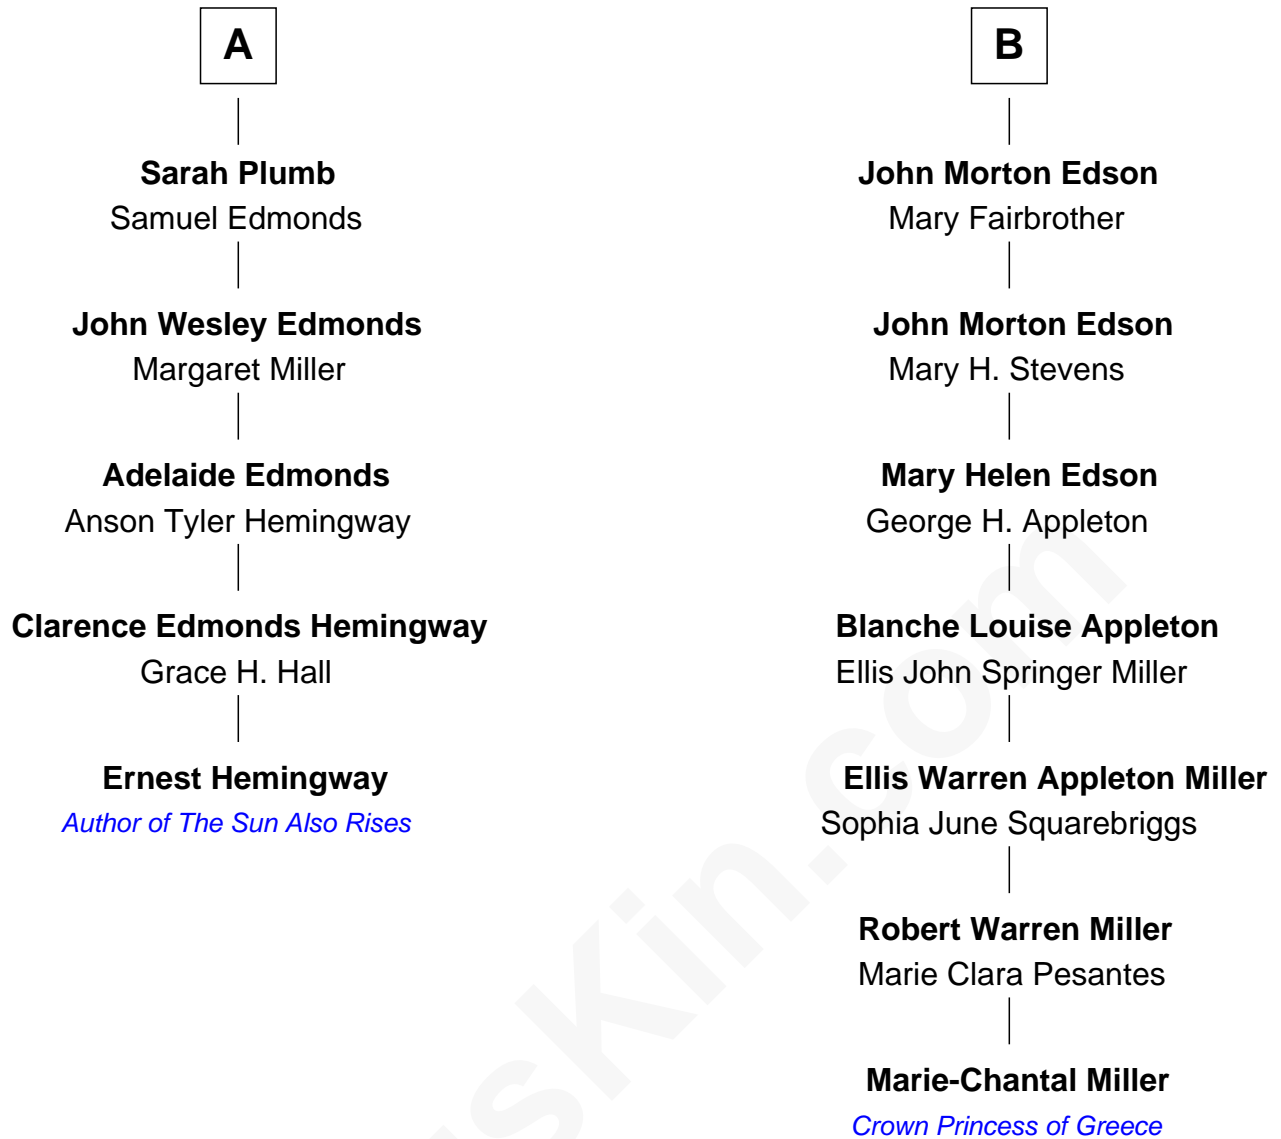 A
Sarah Plumb
Samuel Edmonds
John Wesley Edmonds
Margaret Miller
Adelaide Edmonds
Anson Tyler Hemingway
Clarence Edmonds Hemingway
Grace H. Hall
Ernest Hemingway
Author of The Sun Also Rises
B
John Morton Edson
Mary Fairbrother
John Morton Edson
Mary H. Stevens
Mary Helen Edson
George H. Appleton
Blanche Louise Appleton
Ellis John Springer Miller
Ellis Warren Appleton Miller
Sophia June Squarebriggs
Robert Warren Miller
Marie Clara Pesantes
Marie-Chantal Miller
Crown Princess of Greece
sKin.com